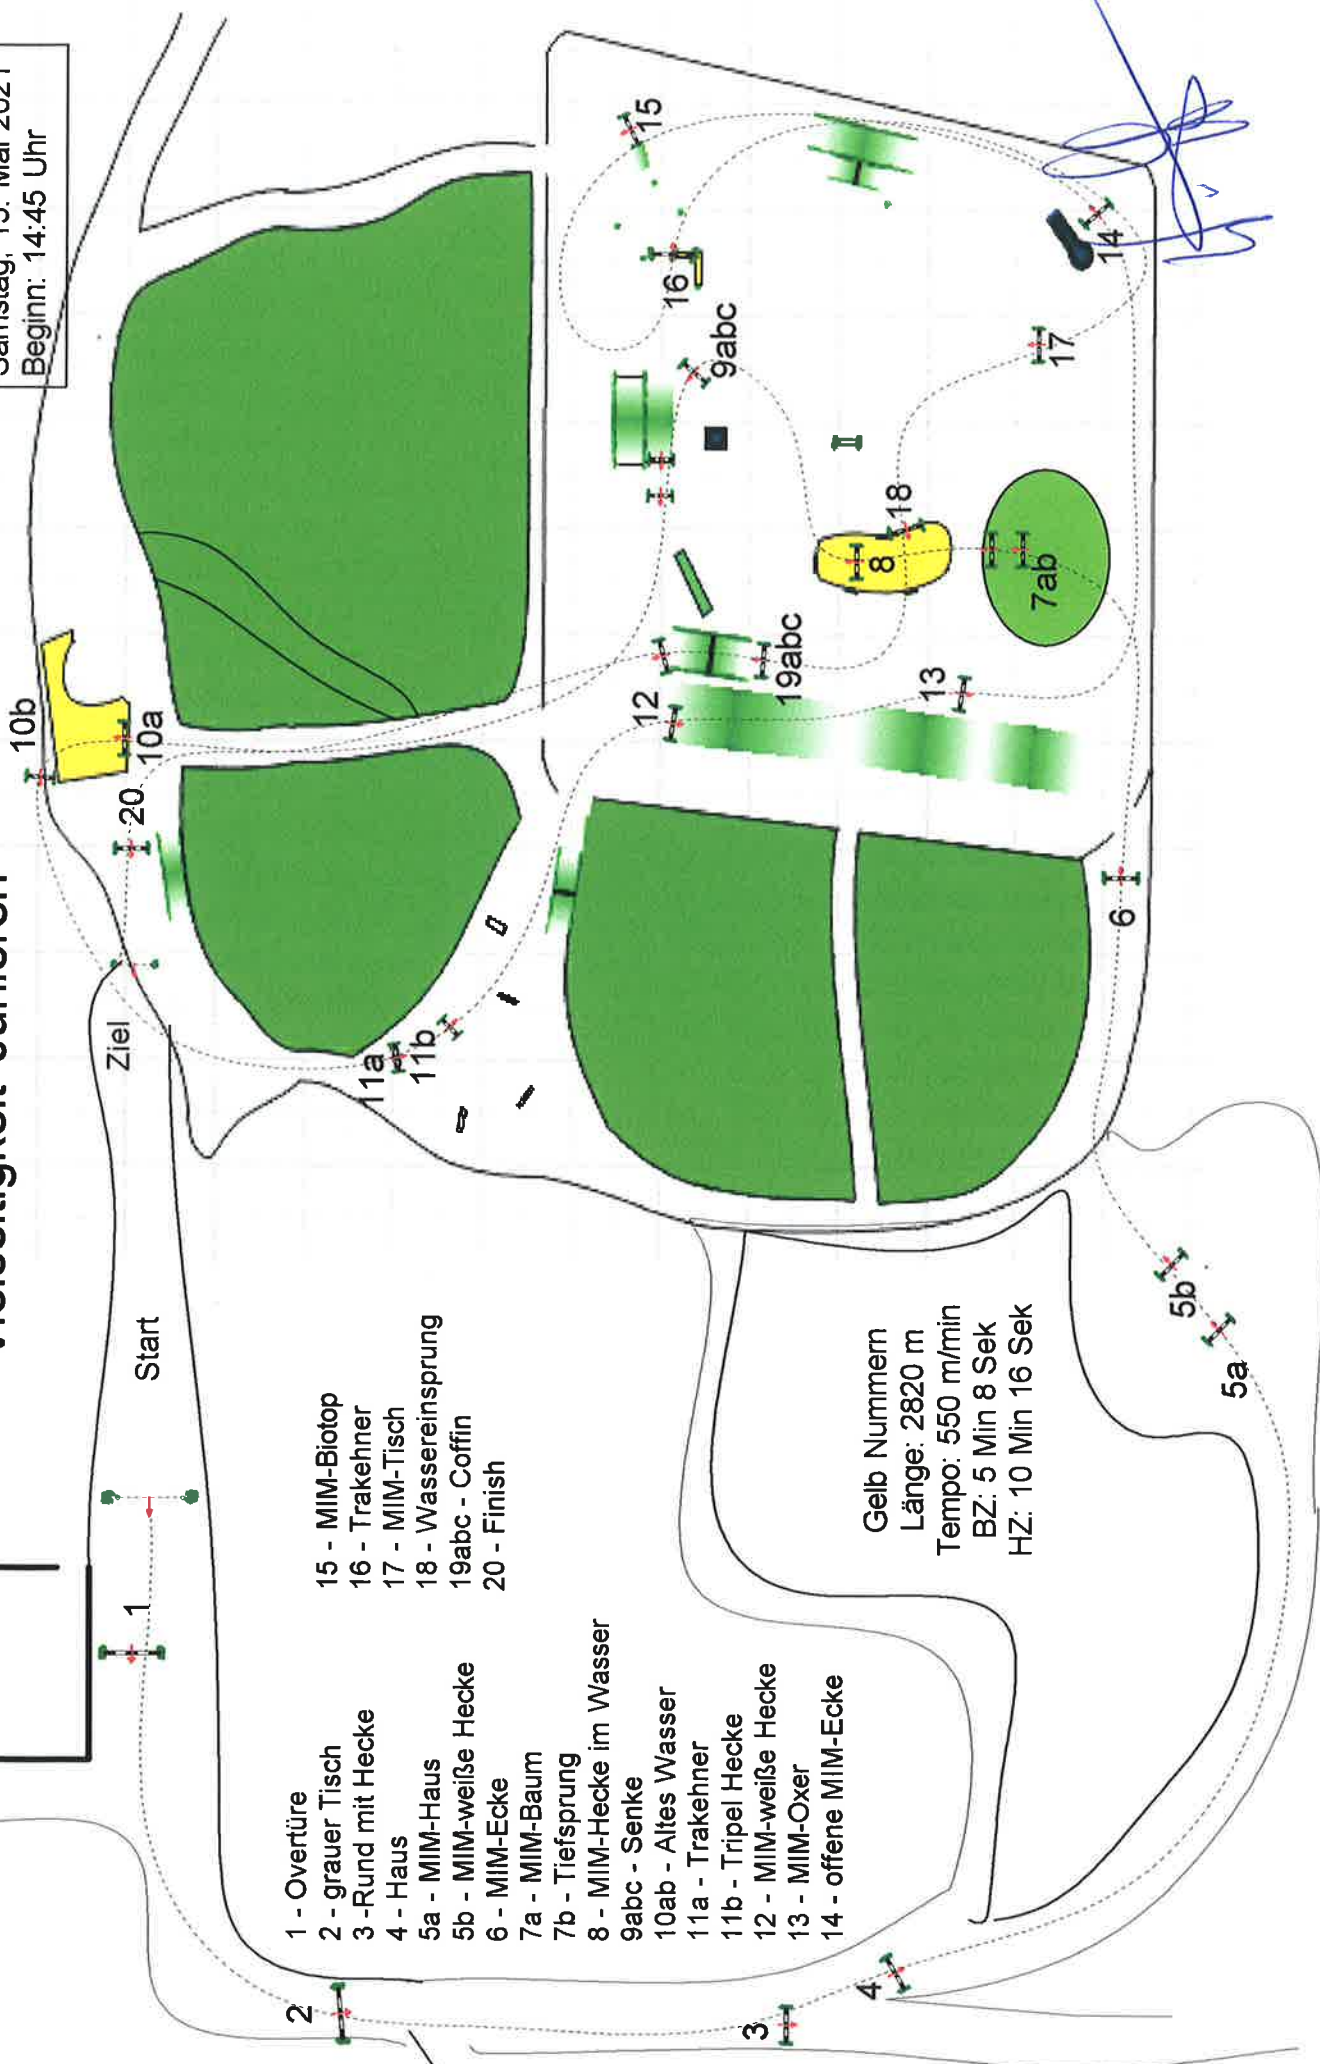 Samstag, 15. Mai 2021
Beginn: 14:45 Uhr
10b
10a
20
Ziel
Start
1
2
3
4
5a
5b
6
11a
11b
12
13
19abc
8
18
7ab
9abc
16
15
14
17
1 - Overtüre
2 - grauer Tisch
3 -Rund mit Hecke
4 - Haus
5a - MIM-Haus
5b - MIM-weiße Hecke
6 - MIM-Ecke
7a - MIM-Baum
7b - Tiefsprung
8 - MIM-Hecke im Wasser
9abc - Senke
10ab - Altes Wasser
11a - Trakehner
11b - Tripel Hecke
12 - MIM-weiße Hecke
13 - MIM-Oxer
14 - offene MIM-Ecke
15 - MIM-Biotop
16 - Trakehner
17 - MIM-Tisch
18 - Wassereinsprung
19abc - Coffin
20 - Finish
Gelb Nummern
Länge: 2820 m
Tempo: 550 m/min
BZ: 5 Min 8 Sek
HZ: 10 Min 16 Sek